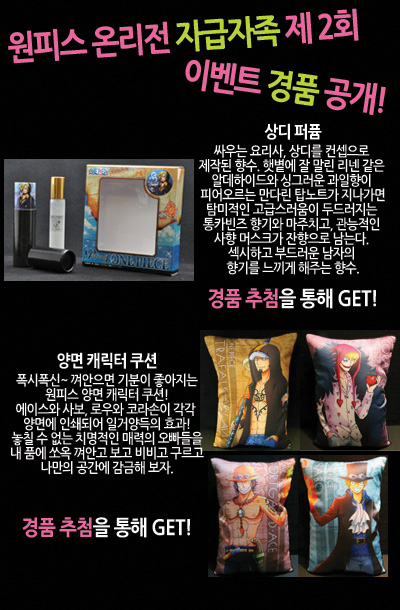 원피스 온리전 자급자족 제 2회
이벤트 경품 공개!
상디 퍼퓸
싸우는 요리사, 상디를 컨셉으로
제작된 향수. 햇볕에 잘 말린 리넨 같은
알데하이드와 싱그러운 과일향이
피어오르는 만다린 탑노트가 지나가면
탐미적인 고급스러움이 두드러지는
통카빈즈 향기와 마주치고, 관능적인
사향 머스크가 잔향으로 남는다.
섹시하고 부드러운 남자의
향기를 느끼게 해주는 향수.
경품 추첨을 통해 GET!
ONE PIECE
양면 캐릭터 쿠션
폭시폭신~ 껴안으면 기분이 좋아지는
원피스 양면 캐릭터 쿠션!
에이스와 사보, 로우와 코라손이 각각
양면에 인쇄되어 일거양득의 효과!
놓칠 수 없는 치명적인 매력의 오빠들을
내 품에 쏘옥 껴안고 보고 비비고 구르고
나만의 공간에 감금해 보자.
경품 추첨을 통해 GET!